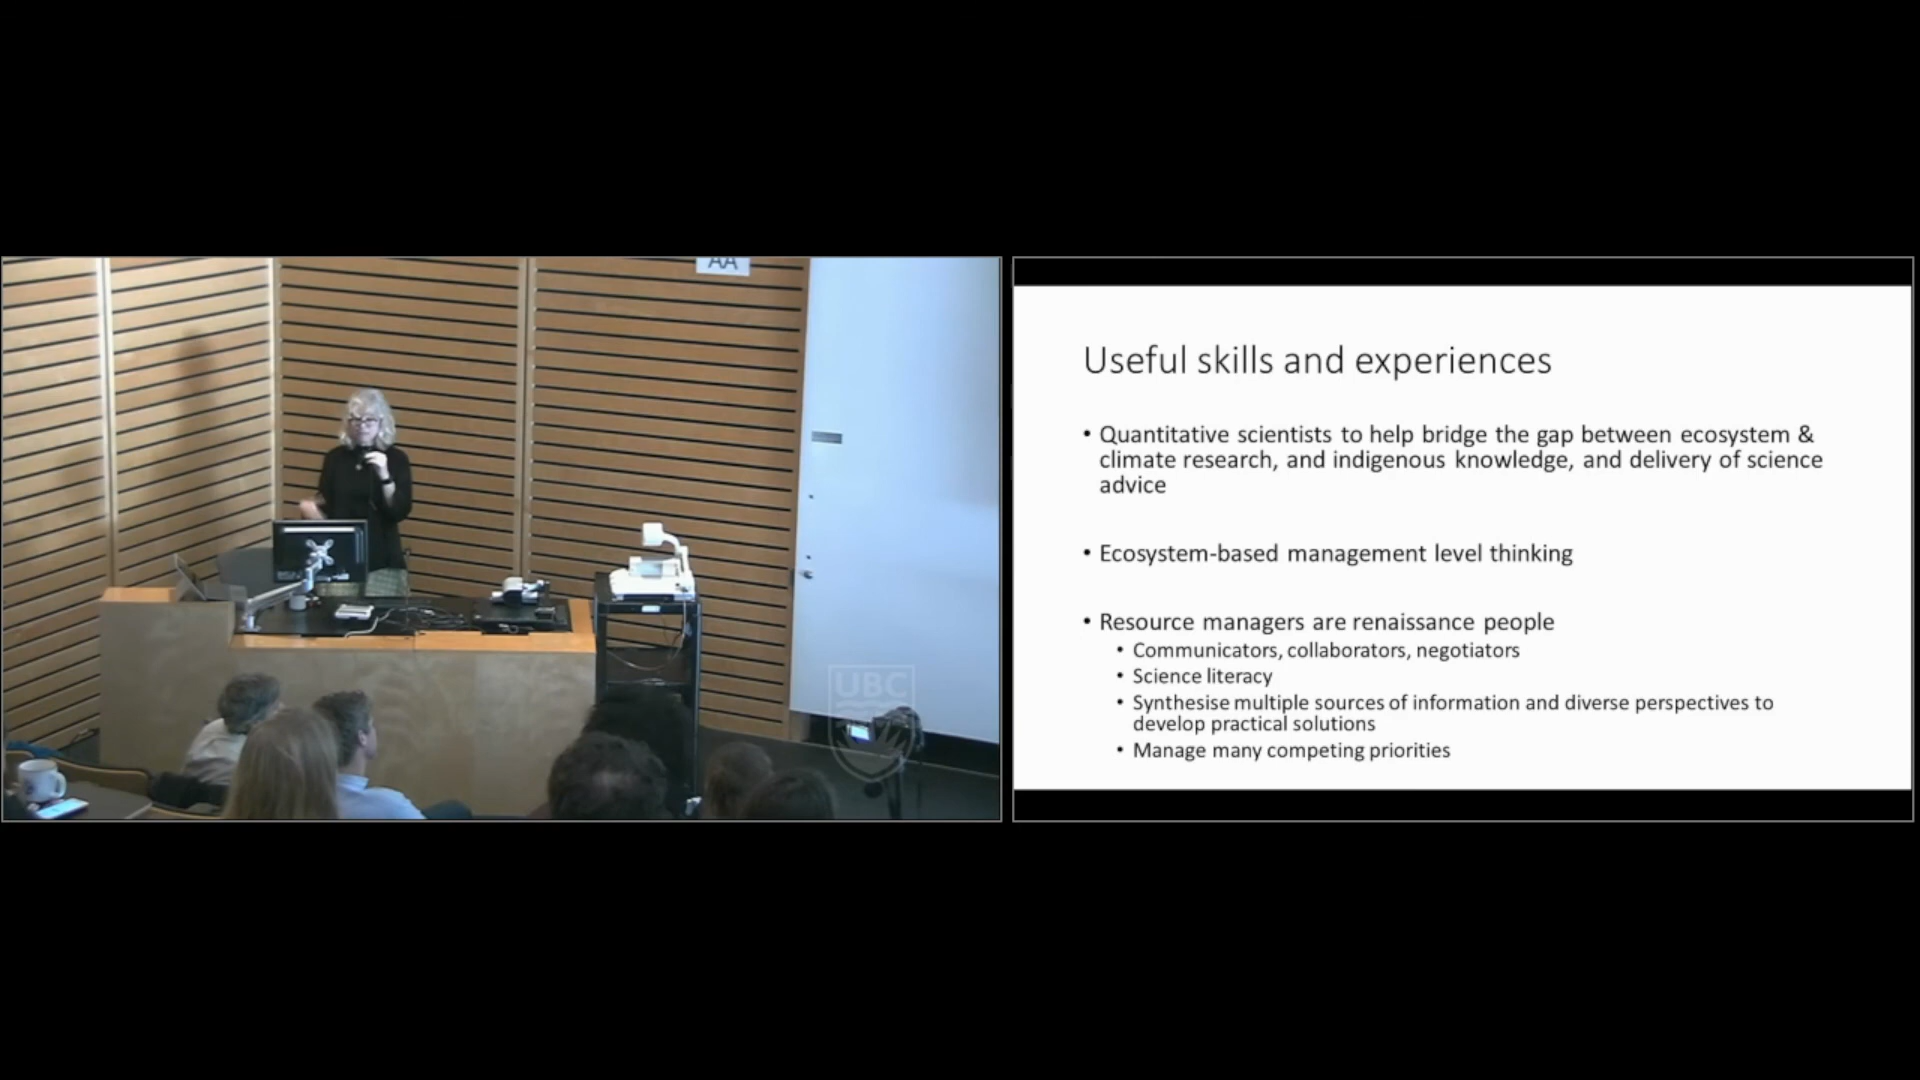 AA
UBC
Useful skills and experiences
• Quantitative scientists to help bridge the gap between ecosystem &
climate research, and indigenous knowledge, and delivery of science
advice
• Ecosystem-based management level thinking
• Resource managers are renaissance people
• Communicators, collaborators, negotiators
• Science literacy
• Synthesise multiple sources of information and diverse perspectives to
develop practical solutions
• Manage many competing priorities